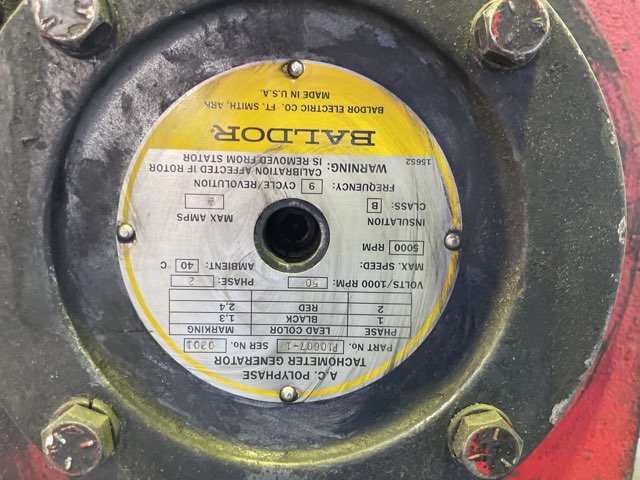 A.C. POLYPHASE
TACHOMETER GENERATOR
PART No. P10607-1 SER No. 0701
PHASE LEAD COLOR MARKING
1 BLACK 1,3
2 RED 2,4
VOLTS/1000 RPM: 50 PHASE: 2
MAX. SPEED: 5000 RPM AMBIENT: 40 °C
INSULATION CLASS: B MAX AMPS
FREQUENCY: 9 CYCLE/REVOLUTION
WARNING: CALIBRATION AFFECTED IF ROTOR
IS REMOVED FROM STATOR
15652
BALDOR
BALDOR ELECTRIC CO. FT. SMITH, ARK
MADE IN U.S.A.